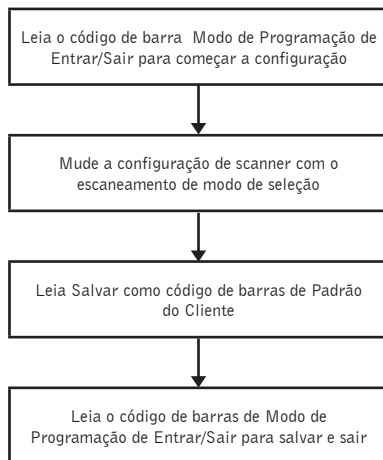 Leia o código de barra Modo de Programação de
Entrar/Sair para começar a configuração
Mude a configuração de scanner com o
escaneamento de modo de seleção
Leia Salvar como código de barras de Padrão
do Cliente
Leia o código de barras de Modo de
Programação de Entrar/Sair para salvar e sair